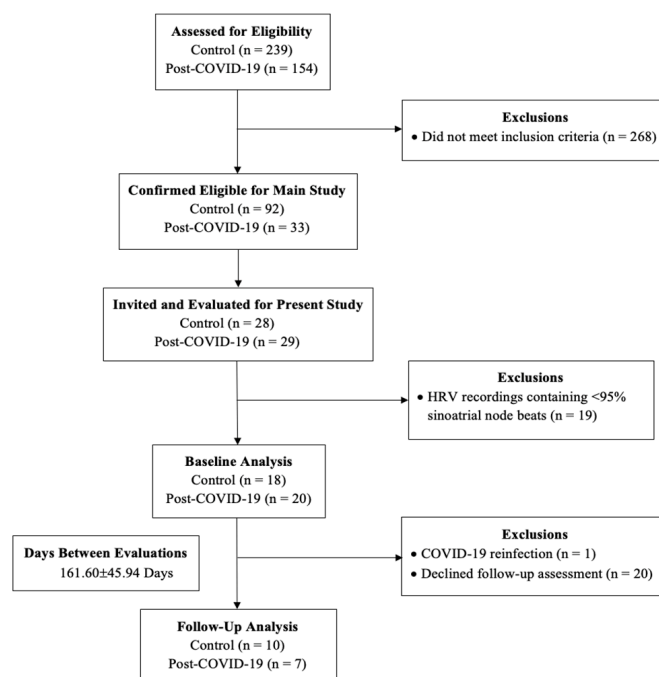 Assessed for Eligibility
Control (n = 239)
Post-COVID-19 (n = 154)
Exclusions
• Did not meet inclusion criteria (n = 268)
Confirmed Eligible for Main Study
Control (n = 92)
Post-COVID-19 (n = 33)
Invited and Evaluated for Present Study
Control (n = 28)
Post-COVID-19 (n = 29)
Exclusions
• HRV recordings containing <95%
sinoatrial node beats (n = 19)
Baseline Analysis
Control (n = 18)
Post-COVID-19 (n = 20)
Exclusions
• COVID-19 reinfection (n = 1)
• Declined follow-up assessment (n = 20)
Days Between Evaluations
161.60±45.94 Days
Follow-Up Analysis
Control (n = 10)
Post-COVID-19 (n = 7)